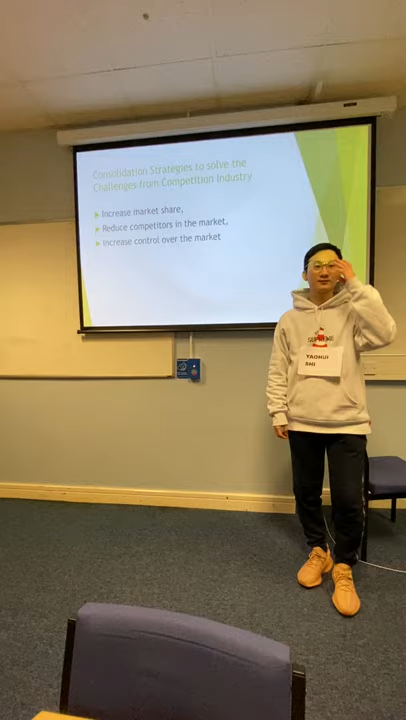 Consolidation Strategies to solve the
Challenges from Competition Industry
Increase market share,
Reduce competitors in the market,
Increase control over the market
YAOHUI
SHI